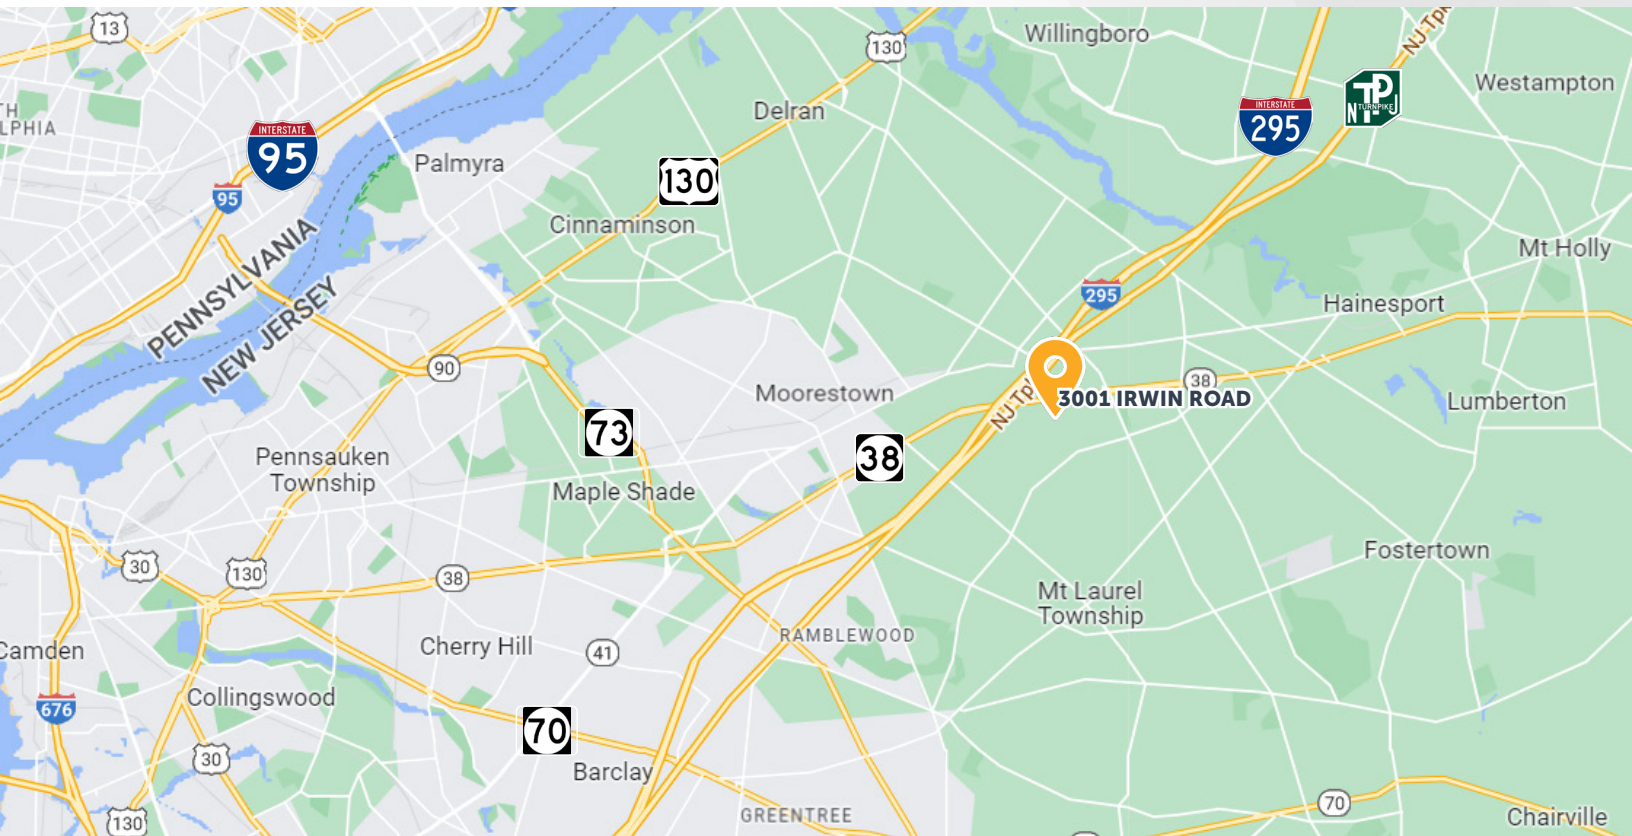 13
130
Willingboro
NJ-Tpk
Westampton
TP
N TURNPIKE J
INTERSTATE
295
Delran
LPHIA
INTERSTATE
95
Palmyra
130
95
Cinnaminson
PENNSYLVANIA
NEW JERSEY
Mt Holly
295
Hainesport
90
38
NJ-Tpk
3001 IRWIN ROAD
Moorestown
Lumberton
73
38
Pennsauken
Township
Maple Shade
30
130
38
Fostertown
Mt Laurel
Township
RAMBLEWOOD
Cherry Hill
41
Camden
Collingswood
676
70
30
Barclay
GREENTREE
70
130
Chairville